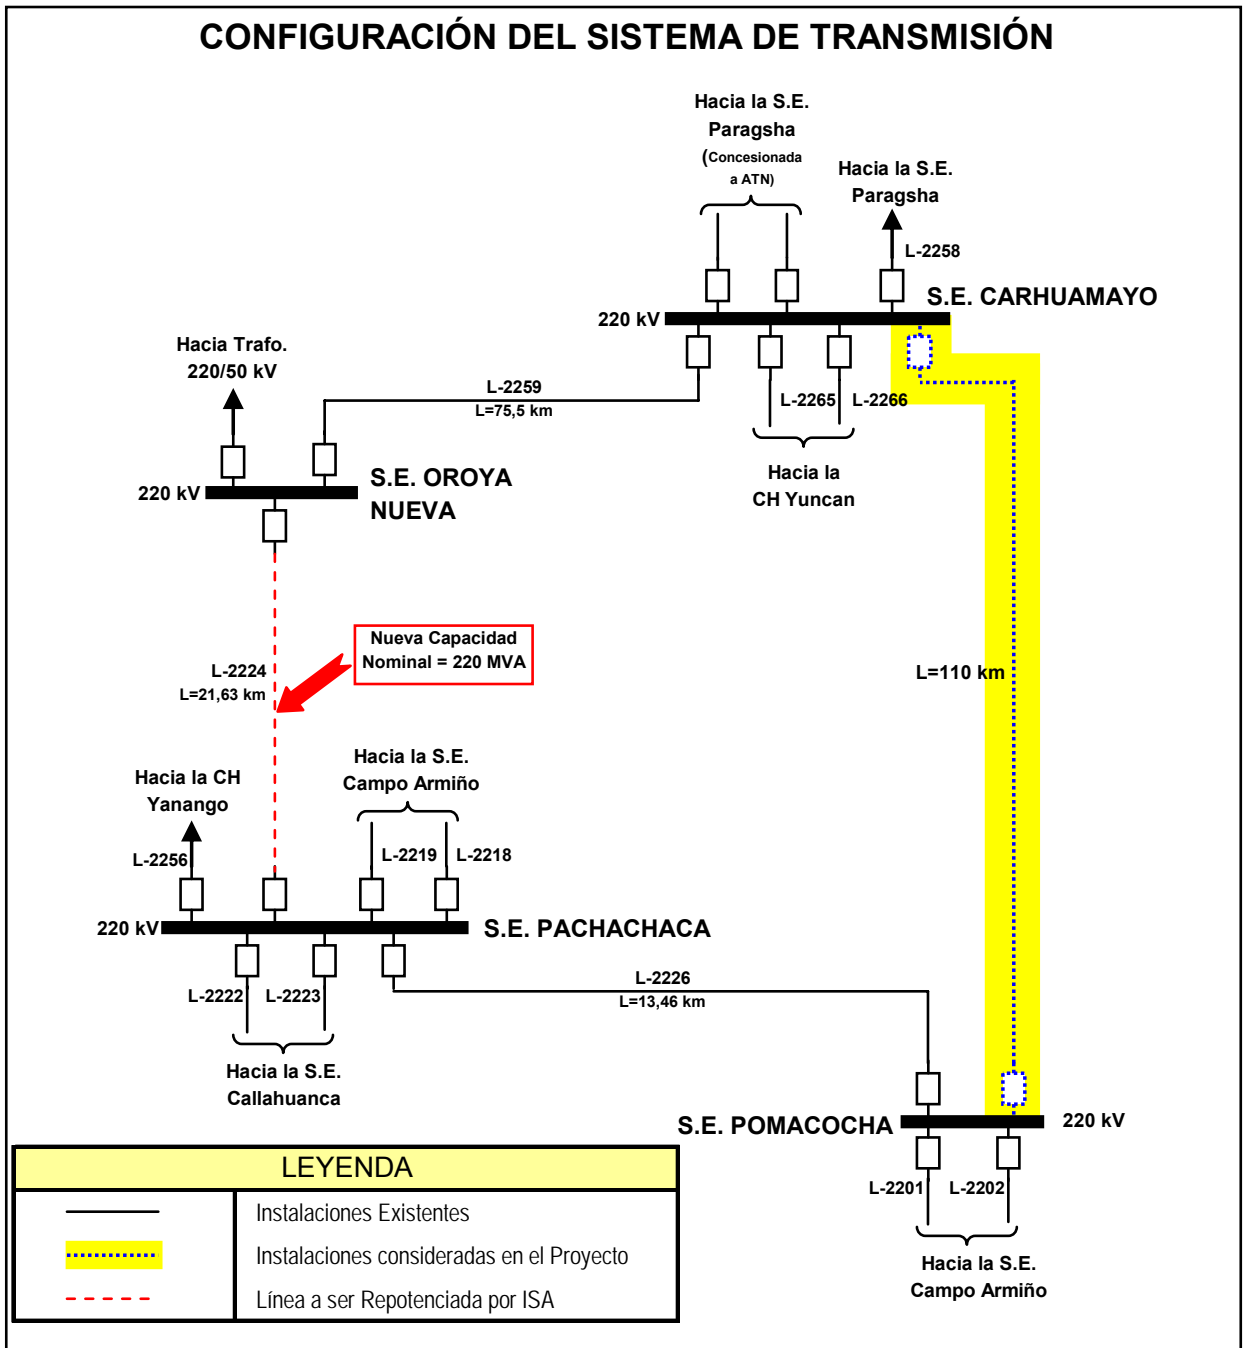 CONFIGURACIÓN DEL SISTEMA DE TRANSMISIÓN
Hacia la S.E.
Paragsha
(Concesionada
a ATN)
Hacia la S.E.
Paragsha
L-2258
S.E. CARHUAMAYO
220 kV
Hacia Trafo.
220/50 kV
L-2259
L=75,5 km
L-2265
L-2266
Hacia la
CH Yuncan
220 kV
S.E. OROYA
NUEVA
Nueva Capacidad
Nominal = 220 MVA
L-2224
L=21,63 km
L=110 km
Hacia la S.E.
Campo Armiño
Hacia la CH
Yanango
L-2256
L-2219
L-2218
220 kV
S.E. PACHACHACA
L-2222
L-2223
L-2226
L=13,46 km
Hacia la S.E.
Callahuanca
S.E. POMACOCHA
220 kV
L-2201
L-2202
Hacia la S.E.
Campo Armiño
LEYENDA
Instalaciones Existentes
Instalaciones consideradas en el Proyecto
Línea a ser Repotenciada por ISA